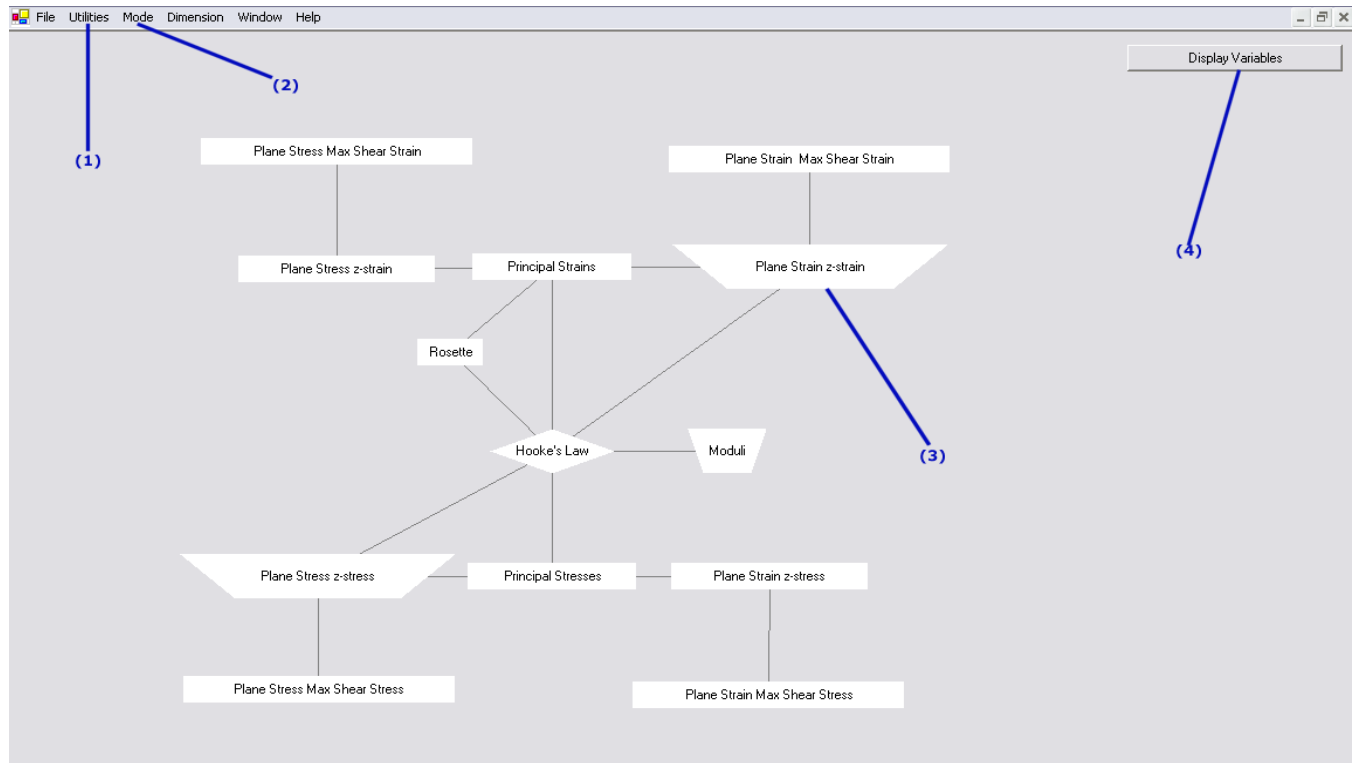 File Utilities Mode Dimension Window Help
Display Variables
(2)
Plane Stress Max Shear Strain
(1)
Plane Strain  Max Shear Strain
(4)
Plane Stress z-strain
Principal Strains
Plane Strain z-strain
Rosette
Hooke's Law
Moduli
(3)
Plane Stress z-stress
Principal Stresses
Plane Strain z-stress
Plane Stress Max Shear Stress
Plane Strain Max Shear Stress